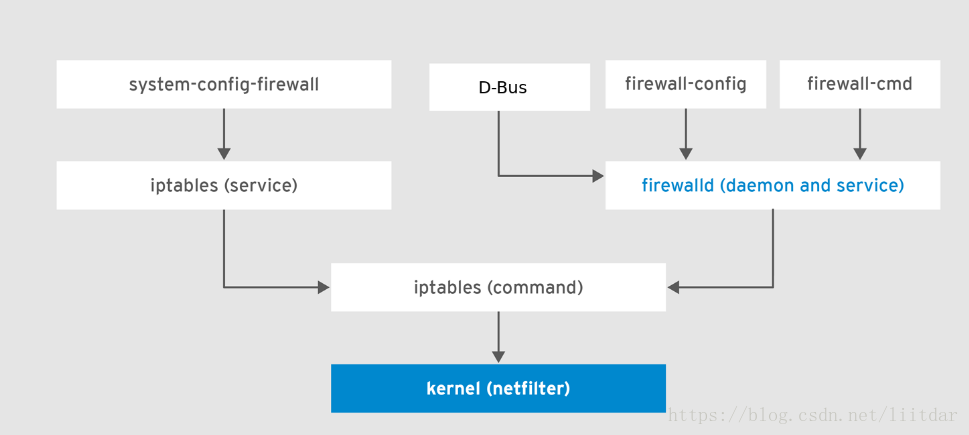 system-config-firewall
D-Bus
firewall-config
firewall-cmd
iptables (service)
firewalld (daemon and service)
iptables (command)
kernel (netfilter)
https://blog.csdn.net/liitdar